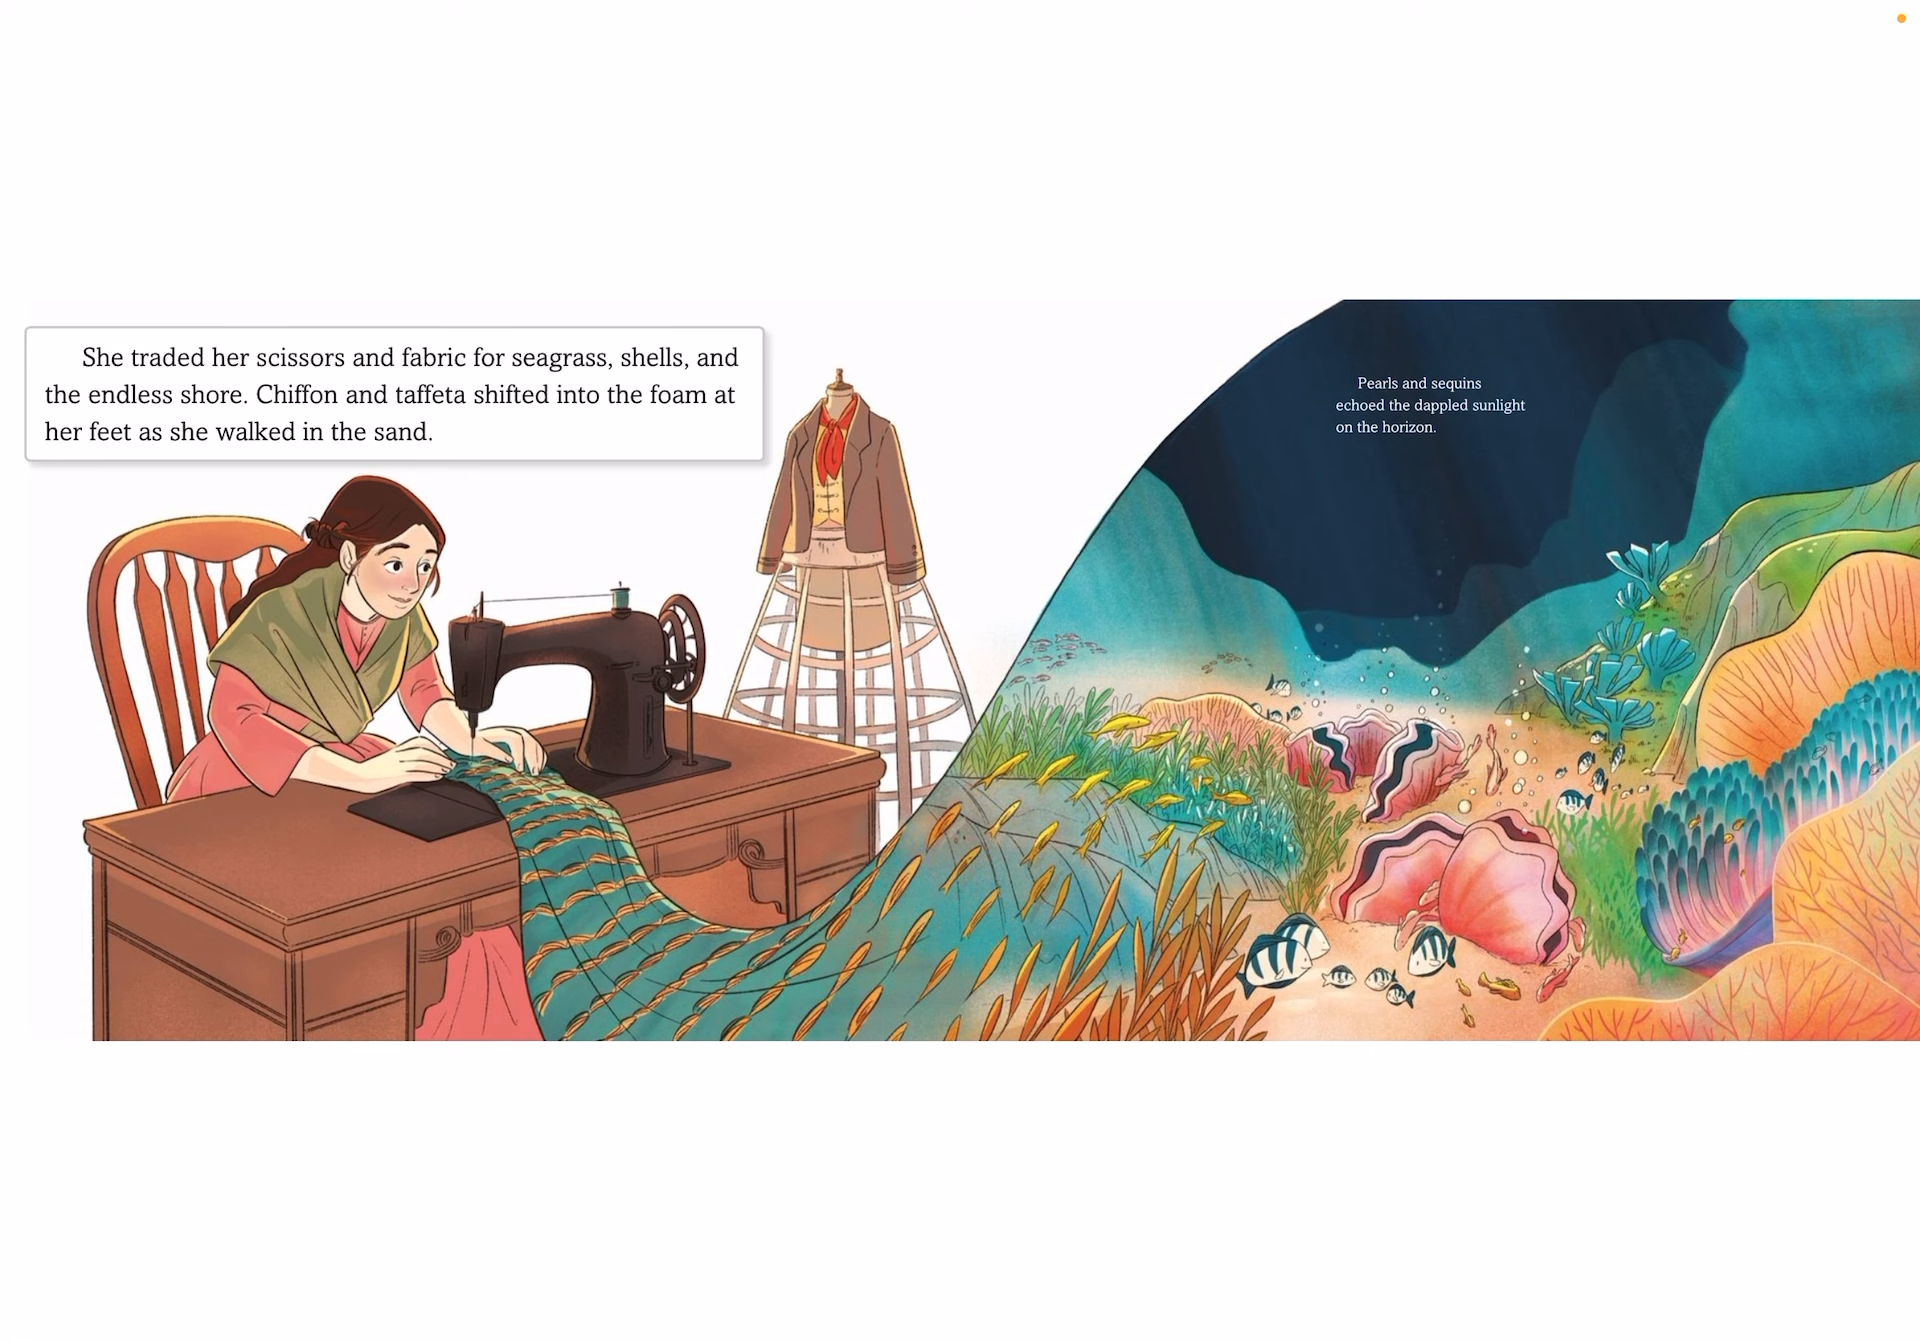 She traded her scissors and fabric for seagrass, shells, and
the endless shore. Chiffon and taffeta shifted into the foam at
her feet as she walked in the sand.
Pearls and sequins
echoed the dappled sunlight
on the horizon.